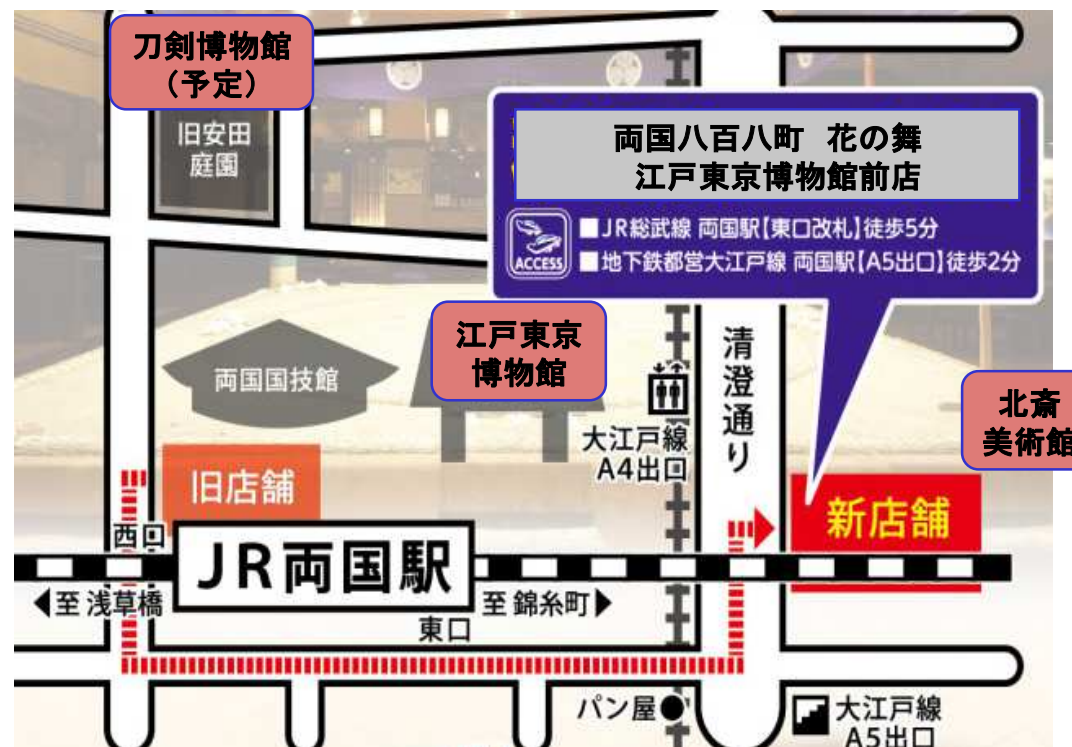 刀剣博物館
（予定）
旧安田
庭園
両国八百八町　花の舞
江戸東京博物館前店
ACCESS
■JR総武線 両国駅【東口改札】徒歩5分
■地下鉄都営大江戸線 両国駅【A5出口】徒歩2分
江戸東京
博物館
両国国技館
清澄通り
北斎
美術館
大江戸線
A4出口
旧店舗
新店舗
西口
JR両国駅
◀至 浅草橋
至 錦糸町▶
東口
パン屋●
大江戸線
A5出口